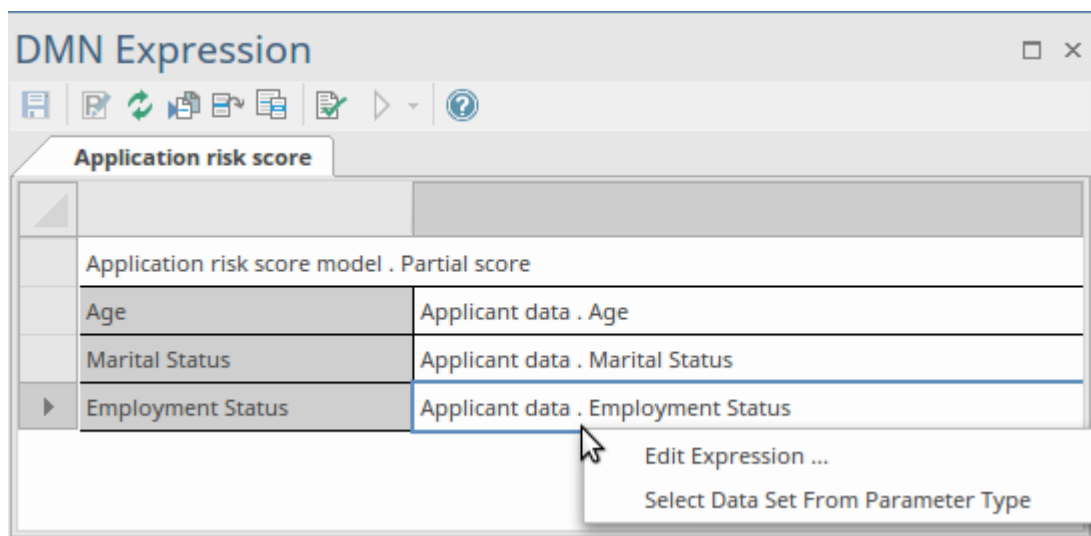 DMN Expression
Application risk score
Application risk score model . Partial score
Age Applicant data . Age
Marital Status Applicant data . Marital Status
Employment Status Applicant data . Employment Status
Edit Expression ...
Select Data Set From Parameter Type